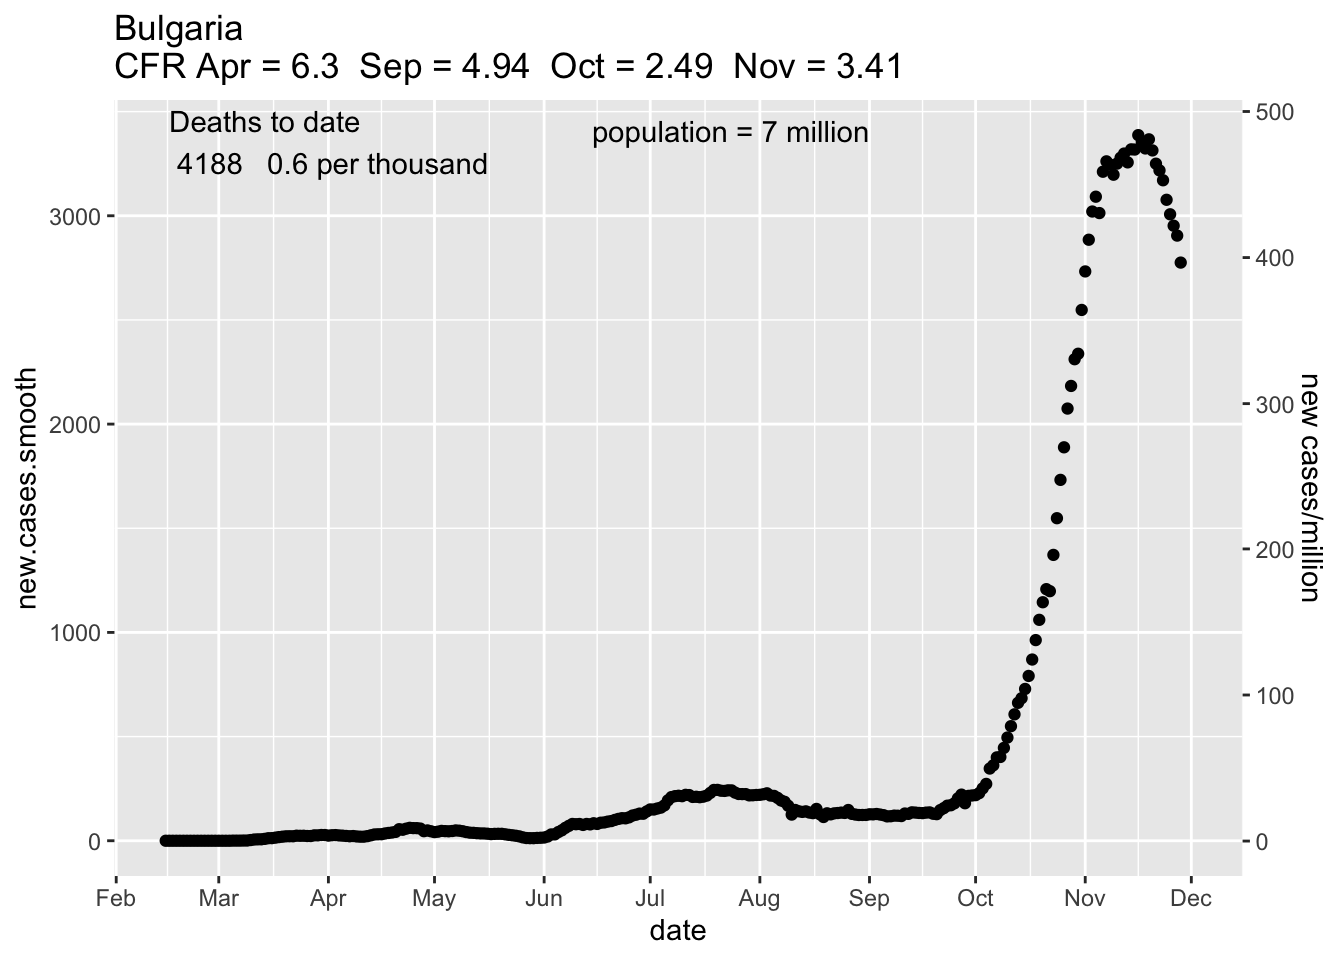 Bulgaria
CFR Apr = 6.3  Sep = 4.94  Oct = 2.49  Nov = 3.41
Deaths to date
4188   0.6 per thousand
population = 7 million
new.cases.smooth
3000
2000
1000
0
500
400
300
200
100
0
new cases/million
Feb Mar Apr May Jun Jul Aug Sep Oct Nov Dec
date